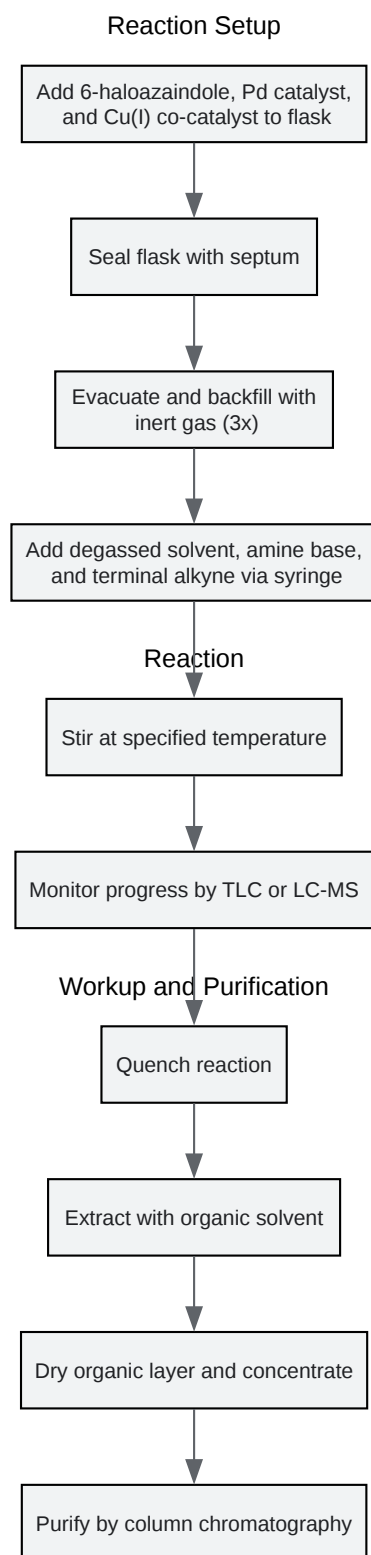 Reaction Setup
Add 6-haloazaindole, Pd catalyst,
and Cu(I) co-catalyst to flask
Seal flask with septum
Evacuate and backfill with
inert gas (3x)
Add degassed solvent, amine base,
and terminal alkyne via syringe
Reaction
Stir at specified temperature
Monitor progress by TLC or LC-MS
Workup and Purification
Quench reaction
Extract with organic solvent
Dry organic layer and concentrate
Purify by column chromatography